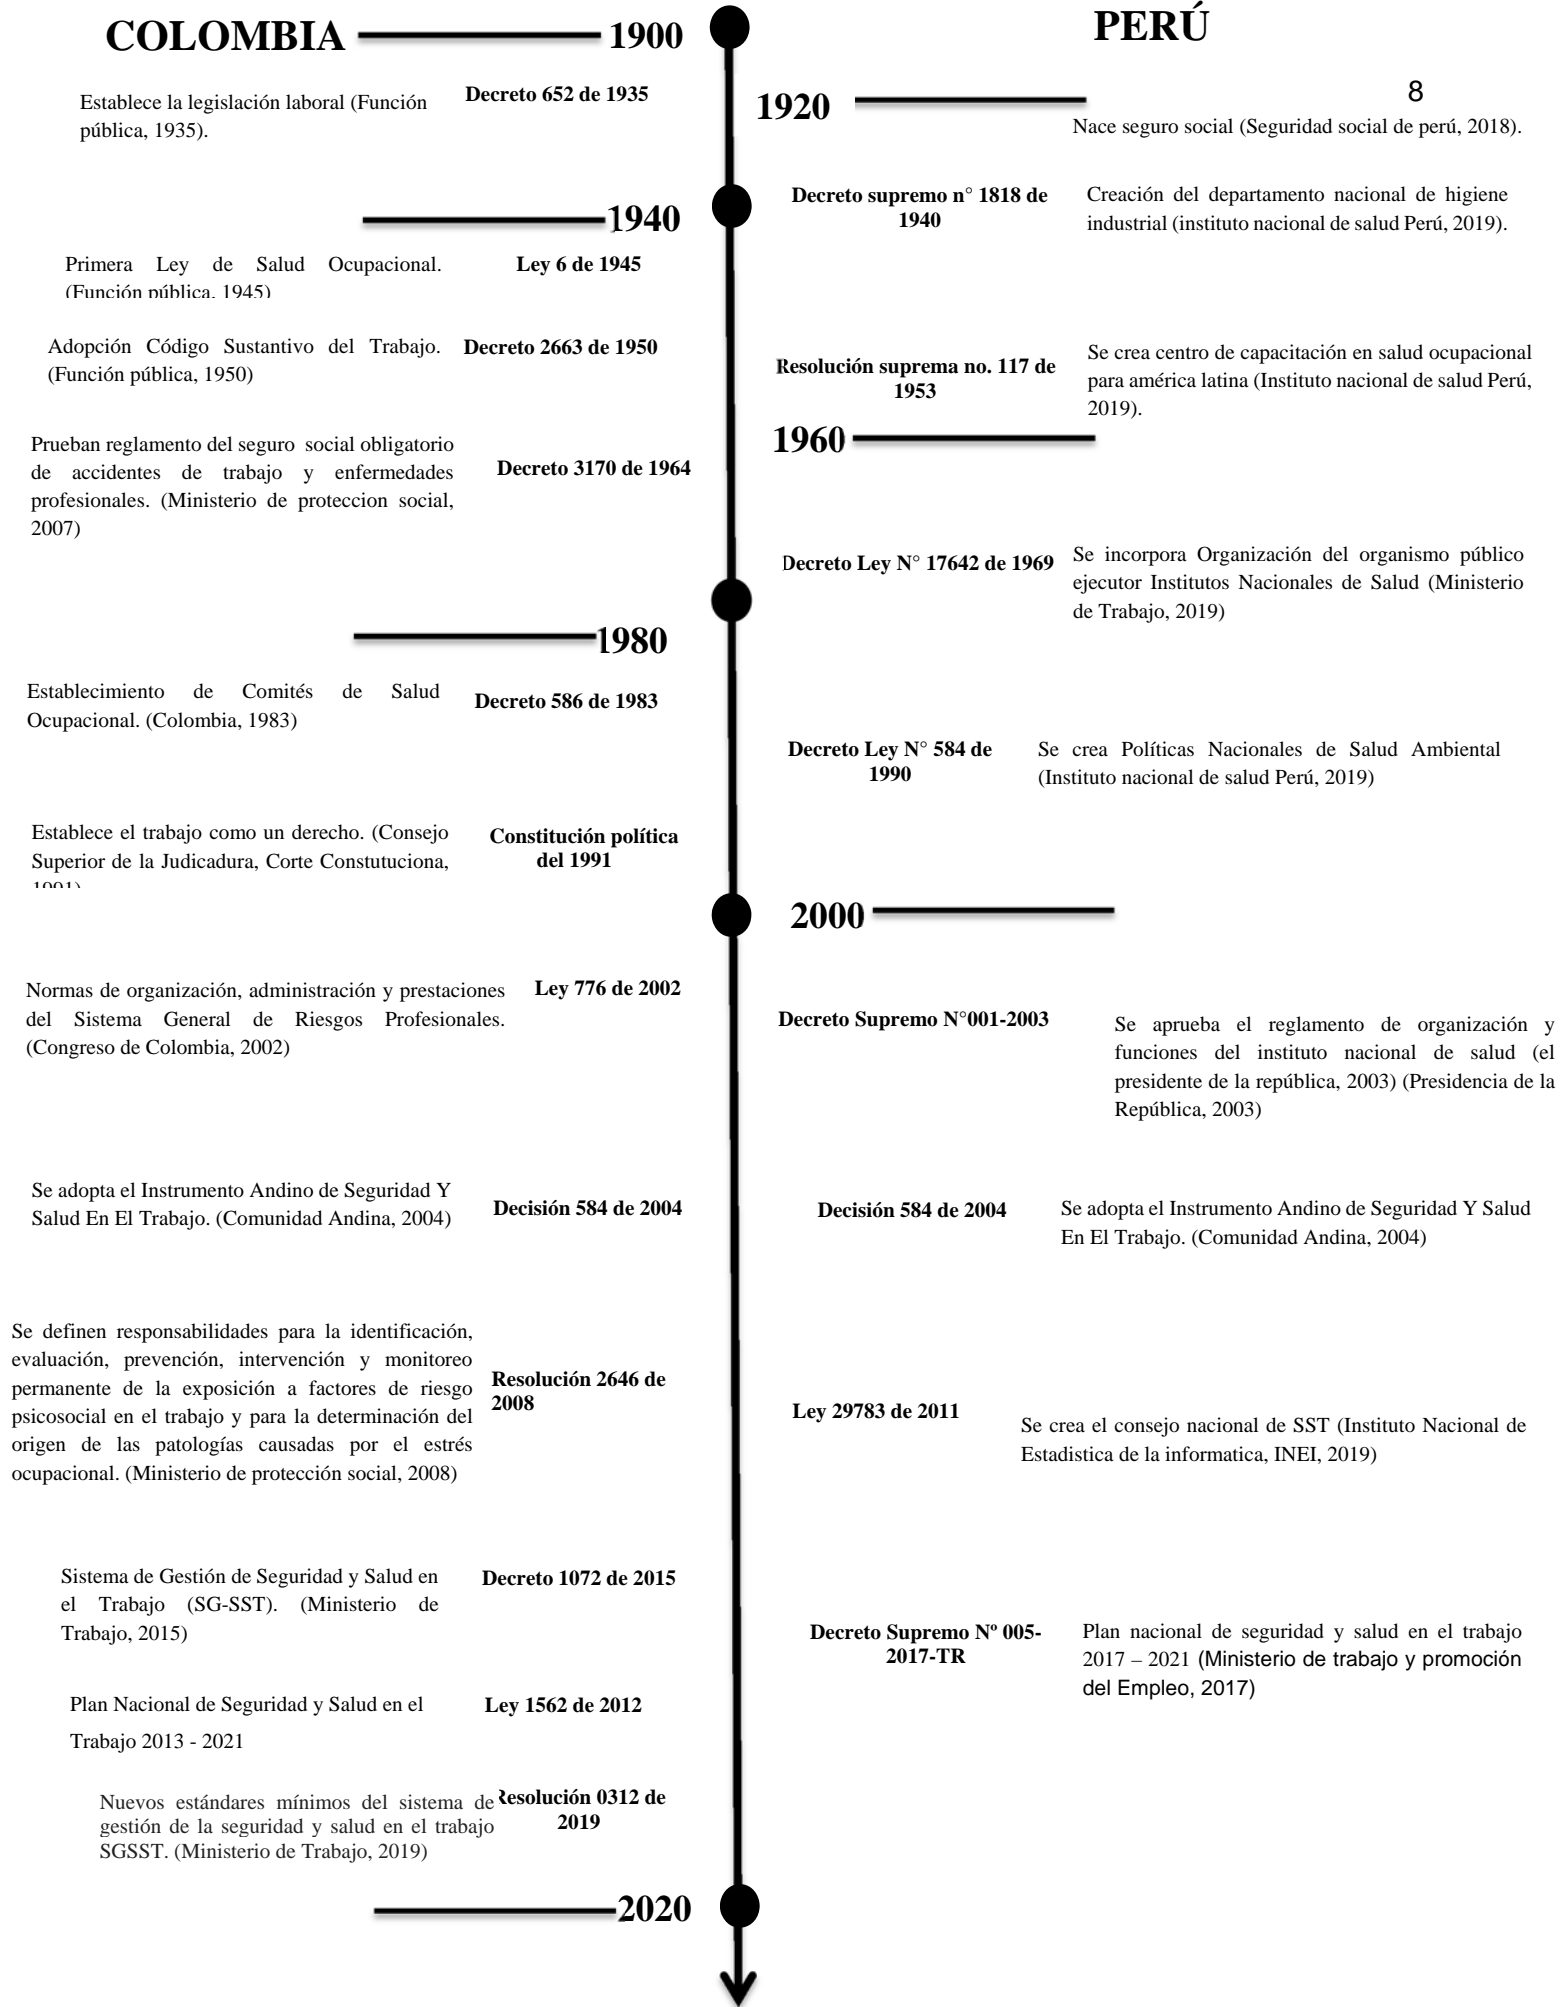 COLOMBIA
1900
PERÚ
8
Establece la legislación laboral (Función
pública, 1935).
Decreto 652 de 1935
1920
Nace seguro social (Seguridad social de perú, 2018).
Decreto supremo n° 1818 de
1940
Creación del departamento nacional de higiene
industrial (instituto nacional de salud Perú, 2019).
1940
Primera Ley de Salud Ocupacional.
(Función pública, 1945)
Ley 6 de 1945
Adopción Código Sustantivo del Trabajo.
(Función pública, 1950)
Decreto 2663 de 1950
Resolución suprema no. 117 de
1953
Se crea centro de capacitación en salud ocupacional
para américa latina (Instituto nacional de salud Perú,
2019).
1960
Prueban reglamento del seguro social obligatorio
de accidentes de trabajo y enfermedades
profesionales. (Ministerio de proteccion social,
2007)
Decreto 3170 de 1964
Decreto Ley N° 17642 de 1969
Se incorpora Organización del organismo público
ejecutor Institutos Nacionales de Salud (Ministerio
de Trabajo, 2019)
1980
Establecimiento de Comités de Salud
Ocupacional. (Colombia, 1983)
Decreto 586 de 1983
Decreto Ley N° 584 de
1990
Se crea Políticas Nacionales de Salud Ambiental
(Instituto nacional de salud Perú, 2019)
Establece el trabajo como un derecho. (Consejo
Superior de la Judicadura, Corte Constutuciona,
1991)
Constitución política
del 1991
2000
Normas de organización, administración y prestaciones
del Sistema General de Riesgos Profesionales.
(Congreso de Colombia, 2002)
Ley 776 de 2002
Decreto Supremo N°001-2003
Se aprueba el reglamento de organización y
funciones del instituto nacional de salud (el
presidente de la república, 2003) (Presidencia de la
República, 2003)
Se adopta el Instrumento Andino de Seguridad Y
Salud En El Trabajo. (Comunidad Andina, 2004)
Decisión 584 de 2004
Decisión 584 de 2004
Se adopta el Instrumento Andino de Seguridad Y Salud
En El Trabajo. (Comunidad Andina, 2004)
Se definen responsabilidades para la identificación,
evaluación, prevención, intervención y monitoreo
permanente de la exposición a factores de riesgo
psicosocial en el trabajo y para la determinación del
origen de las patologías causadas por el estrés
ocupacional. (Ministerio de protección social, 2008)
Resolución 2646 de
2008
Ley 29783 de 2011
Se crea el consejo nacional de SST (Instituto Nacional de
Estadistica de la informatica, INEI, 2019)
Sistema de Gestión de Seguridad y Salud en
el Trabajo (SG-SST). (Ministerio de
Trabajo, 2015)
Decreto 1072 de 2015
Decreto Supremo Nº 005-
2017-TR
Plan nacional de seguridad y salud en el trabajo
2017 – 2021 (Ministerio de trabajo y promoción
del Empleo, 2017)
Plan Nacional de Seguridad y Salud en el
Trabajo 2013 - 2021
Ley 1562 de 2012
Nuevos estándares mínimos del sistema de
gestión de la seguridad y salud en el trabajo
SGSST. (Ministerio de Trabajo, 2019)
Resolución 0312 de
2019
2020